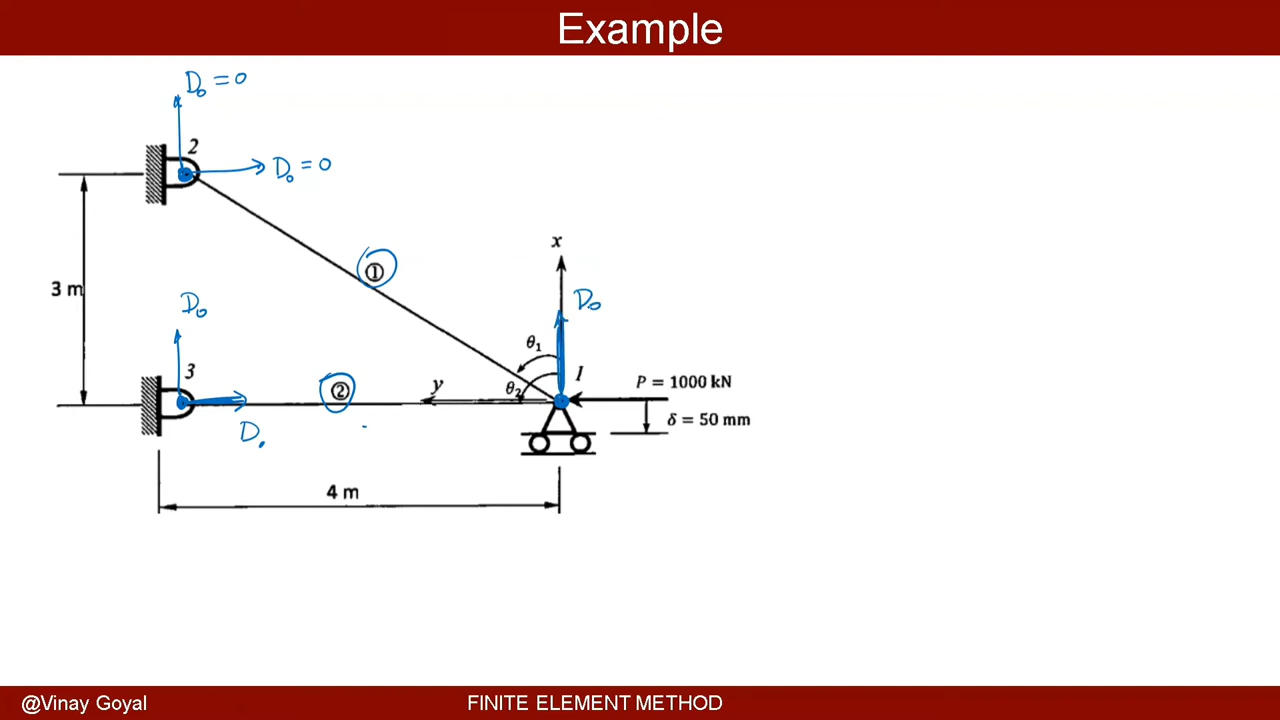 Example
D₀ = 0
2
D₀ = 0
①
x
3 m
D₀
D₀
θ₁
3
②
y
θ₂
1
P = 1000 kN
δ = 50 mm
D₀
4 m
@Vinay Goyal
FINITE ELEMENT METHOD